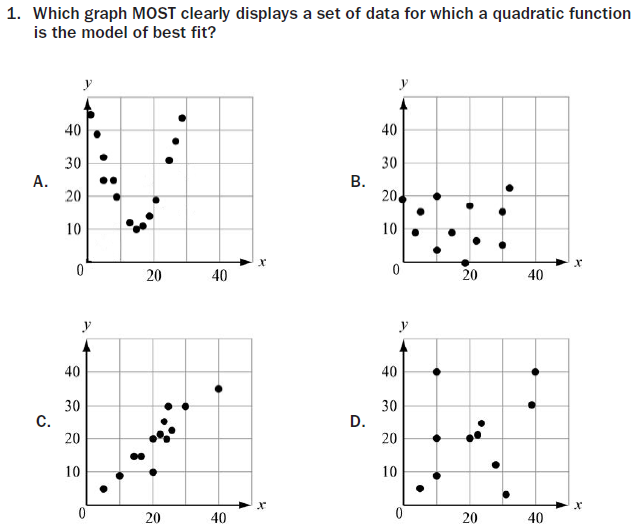 1. Which graph MOST clearly displays a set of data for which a quadratic function
is the model of best fit?
A.
y
40
30
20
10
0
20
40
x
B.
y
40
30
20
10
0
20
40
x
C.
y
40
30
20
10
0
20
40
x
D.
y
40
30
20
10
0
20
40
x